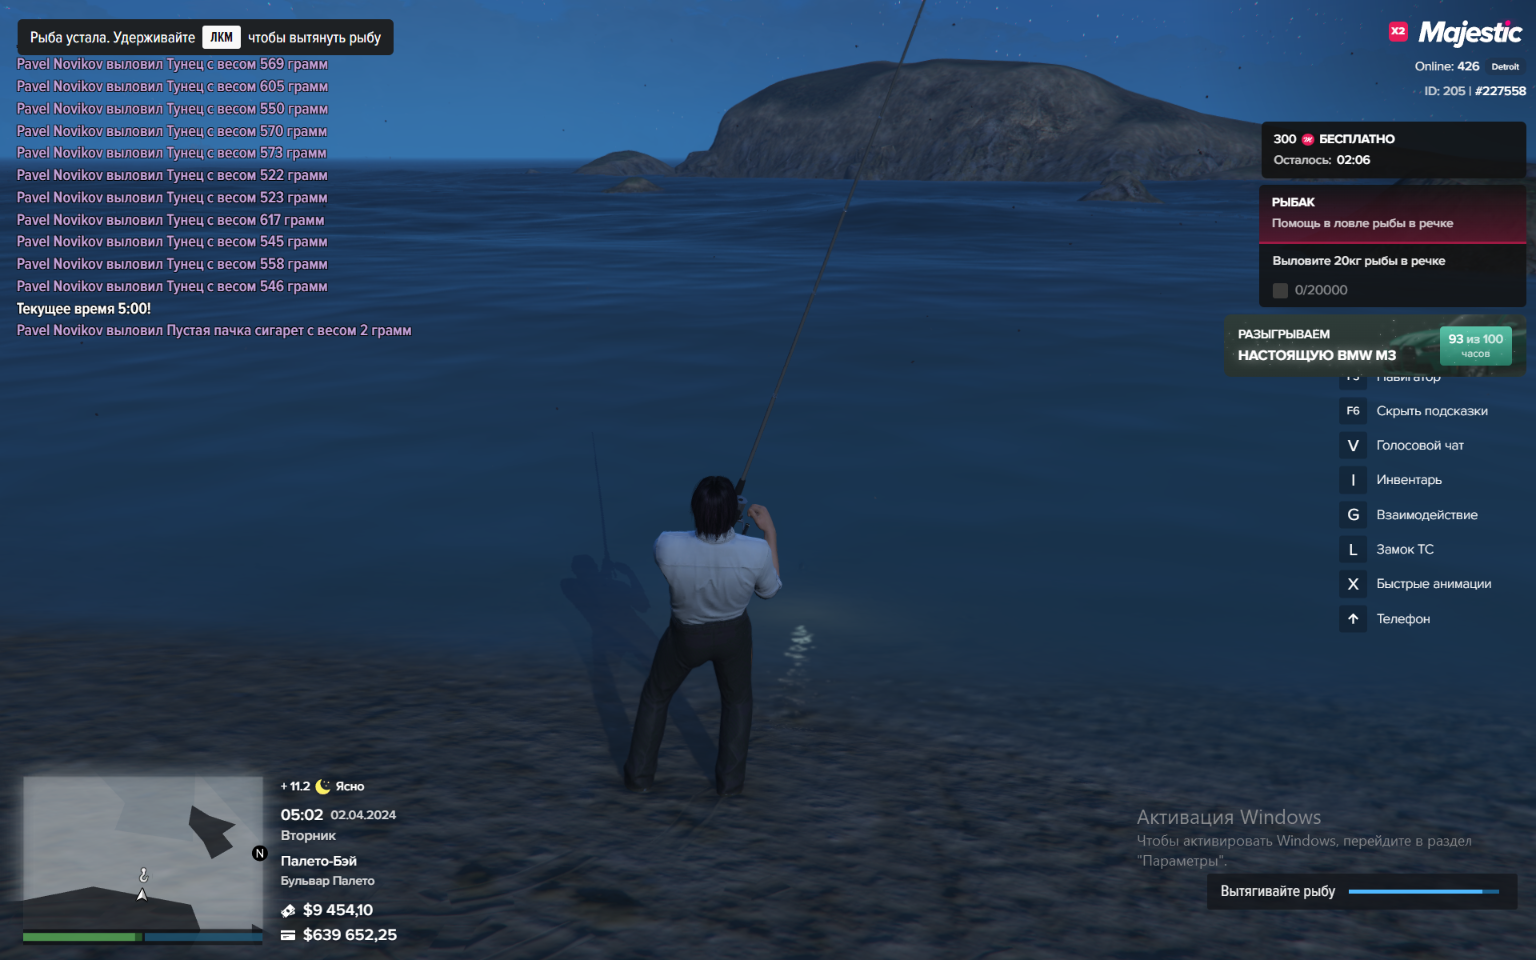 Рыба устала. Удерживайте ЛКМ чтобы вытянуть рыбу
Pavel Novikov выловил Тунец с весом 569 грамм
Pavel Novikov выловил Тунец с весом 605 грамм
Pavel Novikov выловил Тунец с весом 550 грамм
Pavel Novikov выловил Тунец с весом 570 грамм
Pavel Novikov выловил Тунец с весом 573 грамм
Pavel Novikov выловил Тунец с весом 522 грамм
Pavel Novikov выловил Тунец с весом 523 грамм
Pavel Novikov выловил Тунец с весом 617 грамм
Pavel Novikov выловил Тунец с весом 545 грамм
Pavel Novikov выловил Тунец с весом 558 грамм
Pavel Novikov выловил Тунец с весом 546 грамм
Текущее время 5:00!
Pavel Novikov выловил Пустая пачка сигарет с весом 2 грамм
X2 Majestic
Online: 426 Detroit
ID: 205 | #227558
300 БЕСПЛАТНО
Осталось: 02:06
РЫБАК
Помощь в ловле рыбы в речке
Выловите 20кг рыбы в речке
0/20000
РАЗЫГРЫВАЕМ
НАСТОЯЩУЮ BMW M3
93 из 100
часов
Навигатор
F6 Скрыть подсказки
V Голосовой чат
I Инвентарь
G Взаимодействие
L Замок ТС
X Быстрые анимации
Телефон
N
+ 11.2 Ясно
05:02 02.04.2024
Вторник
Палето-Бэй
Бульвар Палето
$9 454,10
$639 652,25
Активация Windows
Чтобы активировать Windows, перейдите в раздел
"Параметры".
Вытягивайте рыбу